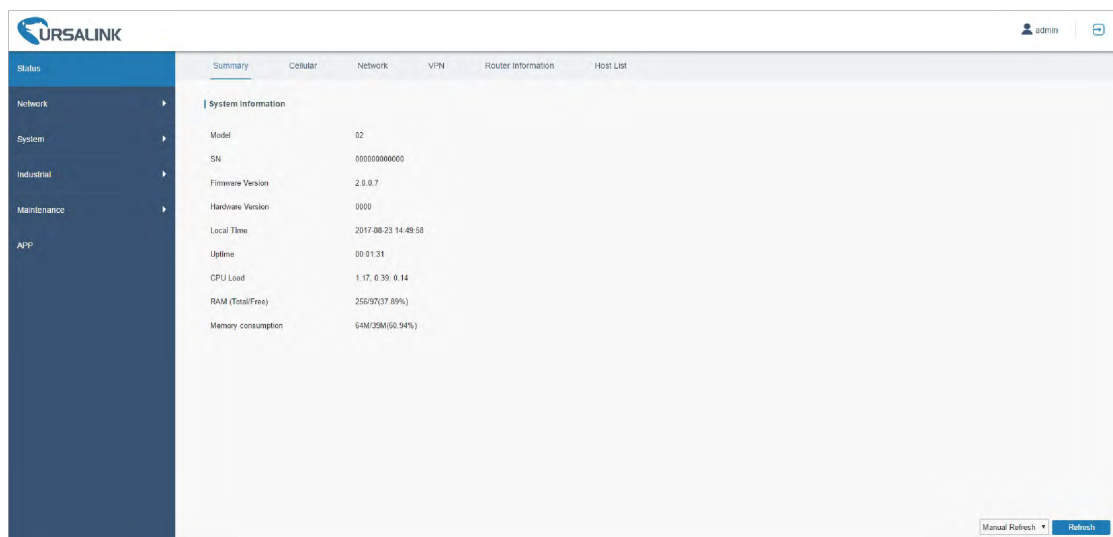 URSALINK
admin
Status
Summary Cellular Network VPN Router Information Host List
Network
System Information
System
Model 02
SN 000000000000
Industrial
Firmware Version 2.0.0.7
Maintenance
Hardware Version 0000
Local Time 2017-08-23 14:49:58
APP
Uptime 00:01:31
CPU Load 1.17, 0.39, 0.14
RAM (Total/Free) 256/97(37.89%)
Memory consumption 64M/39M(60.94%)
Manual Refresh Refresh